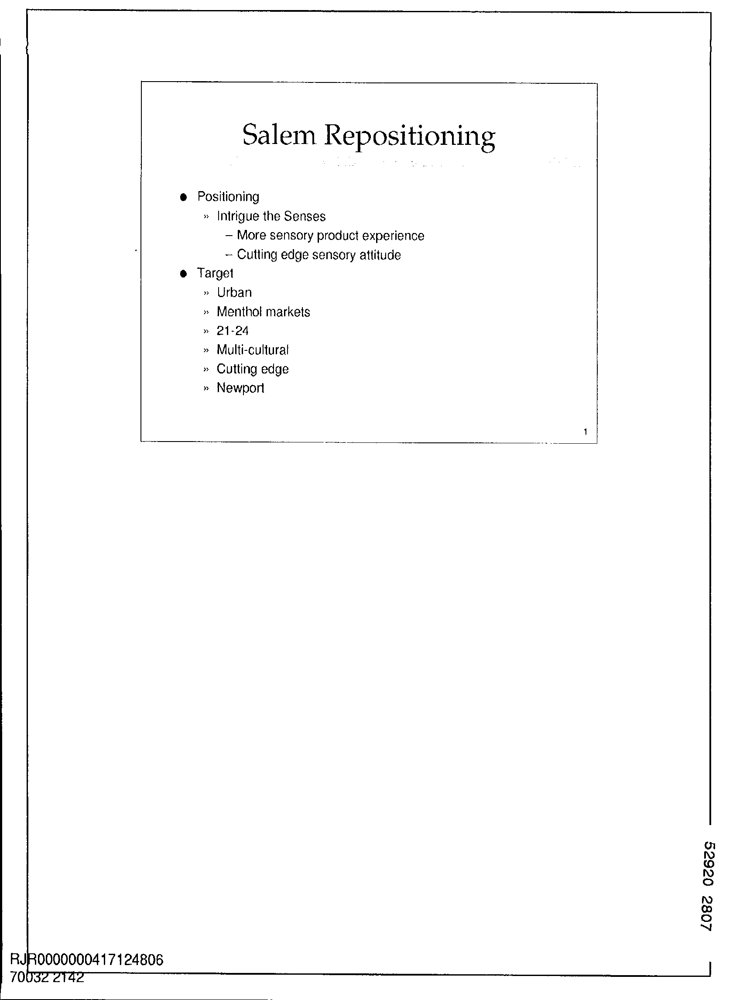 Salem Repositioning
● Positioning
» Intrigue the Senses
– More sensory product experience
– Cutting edge sensory attitude
● Target
» Urban
» Menthol markets
» 21-24
» Multi-cultural
» Cutting edge
» Newport
1
52920 2807
RJR0000000417124806
70032 2142